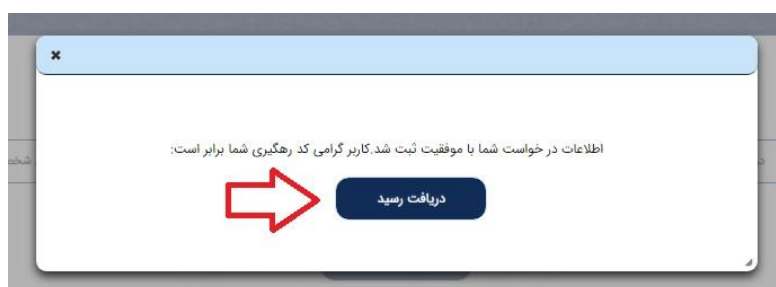 اطلاعات در خواست شما با موفقیت ثبت شد.کاربر گرامی کد رهگیری شما برابر است:
دریافت رسید